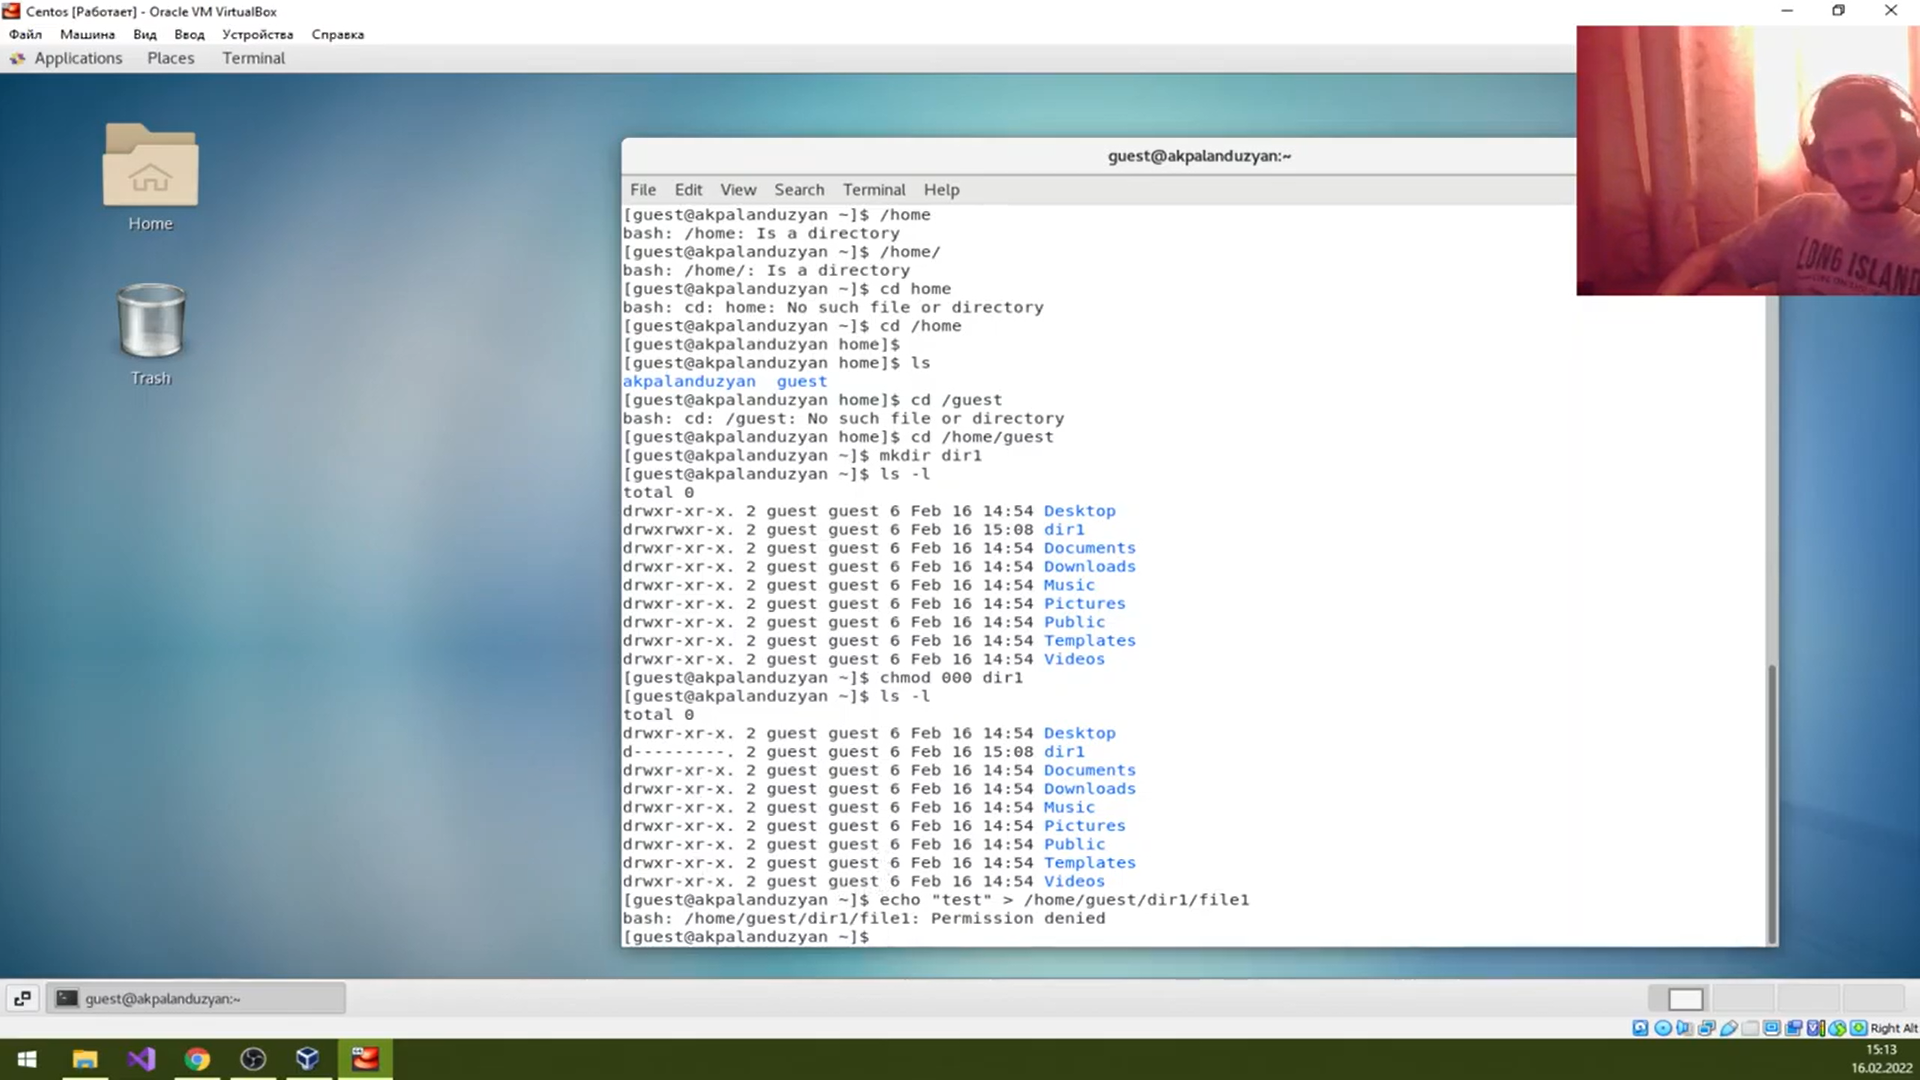 Centos [Работает] - Oracle VM VirtualBox
Файл Машина Вид Ввод Устройства Справка
Applications Places Terminal
Home
Trash
guest@akpalanduzyan:~
File Edit View Search Terminal Help
[guest@akpalanduzyan ~]$ /home
bash: /home: Is a directory
[guest@akpalanduzyan ~]$ /home/
bash: /home/: Is a directory
[guest@akpalanduzyan ~]$ cd home
bash: cd: home: No such file or directory
[guest@akpalanduzyan ~]$ cd /home
[guest@akpalanduzyan home]$
[guest@akpalanduzyan home]$ ls
akpalanduzyan guest
[guest@akpalanduzyan home]$ cd /guest
bash: cd: /guest: No such file or directory
[guest@akpalanduzyan home]$ cd /home/guest
[guest@akpalanduzyan ~]$ mkdir dir1
[guest@akpalanduzyan ~]$ ls -l
total 0
drwxr-xr-x. 2 guest guest 6 Feb 16 14:54 Desktop
drwxrwxr-x. 2 guest guest 6 Feb 16 15:08 dir1
drwxr-xr-x. 2 guest guest 6 Feb 16 14:54 Documents
drwxr-xr-x. 2 guest guest 6 Feb 16 14:54 Downloads
drwxr-xr-x. 2 guest guest 6 Feb 16 14:54 Music
drwxr-xr-x. 2 guest guest 6 Feb 16 14:54 Pictures
drwxr-xr-x. 2 guest guest 6 Feb 16 14:54 Public
drwxr-xr-x. 2 guest guest 6 Feb 16 14:54 Templates
drwxr-xr-x. 2 guest guest 6 Feb 16 14:54 Videos
[guest@akpalanduzyan ~]$ chmod 000 dir1
[guest@akpalanduzyan ~]$ ls -l
total 0
drwxr-xr-x. 2 guest guest 6 Feb 16 14:54 Desktop
d---------. 2 guest guest 6 Feb 16 15:08 dir1
drwxr-xr-x. 2 guest guest 6 Feb 16 14:54 Documents
drwxr-xr-x. 2 guest guest 6 Feb 16 14:54 Downloads
drwxr-xr-x. 2 guest guest 6 Feb 16 14:54 Music
drwxr-xr-x. 2 guest guest 6 Feb 16 14:54 Pictures
drwxr-xr-x. 2 guest guest 6 Feb 16 14:54 Public
drwxr-xr-x. 2 guest guest 6 Feb 16 14:54 Templates
drwxr-xr-x. 2 guest guest 6 Feb 16 14:54 Videos
[guest@akpalanduzyan ~]$ echo "test" > /home/guest/dir1/file1
bash: /home/guest/dir1/file1: Permission denied
[guest@akpalanduzyan ~]$
LONG ISLAND
guest@akpalanduzyan:~
Right Alt
15:13
16.02.2022